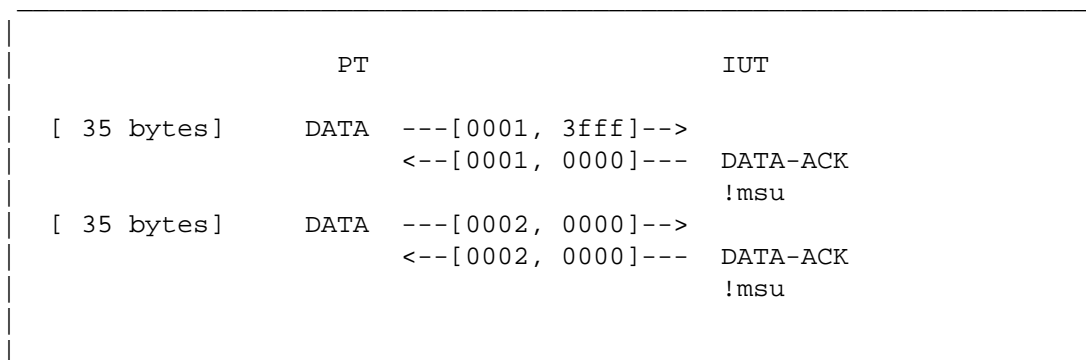 PT IUT
[ 35 bytes] DATA ---[0001, 3fff]-->
<--[0001, 0000]--- DATA-ACK
!msu
[ 35 bytes] DATA ---[0002, 0000]-->
<--[0002, 0000]--- DATA-ACK
!msu